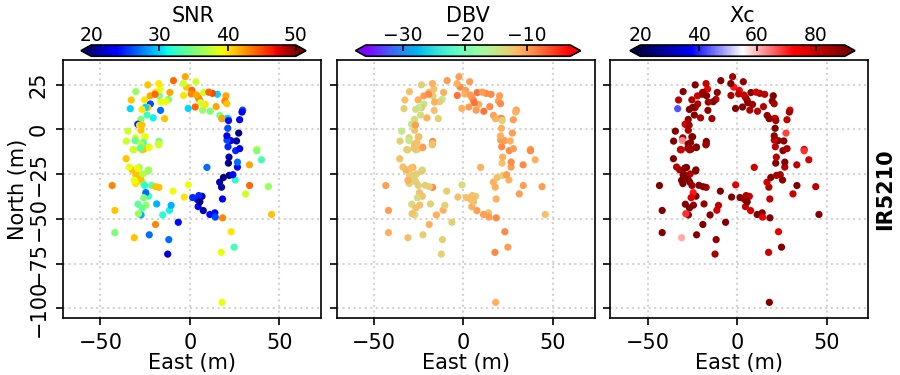 SNR DBV Xc
20 30 40 50 −30 −20 −10 20 40 60 80
25
0
−25
−50
−75
−100
North (m)
−50 0 50 −50 0 50 −50 0 50
East (m) East (m) East (m)
IR5210